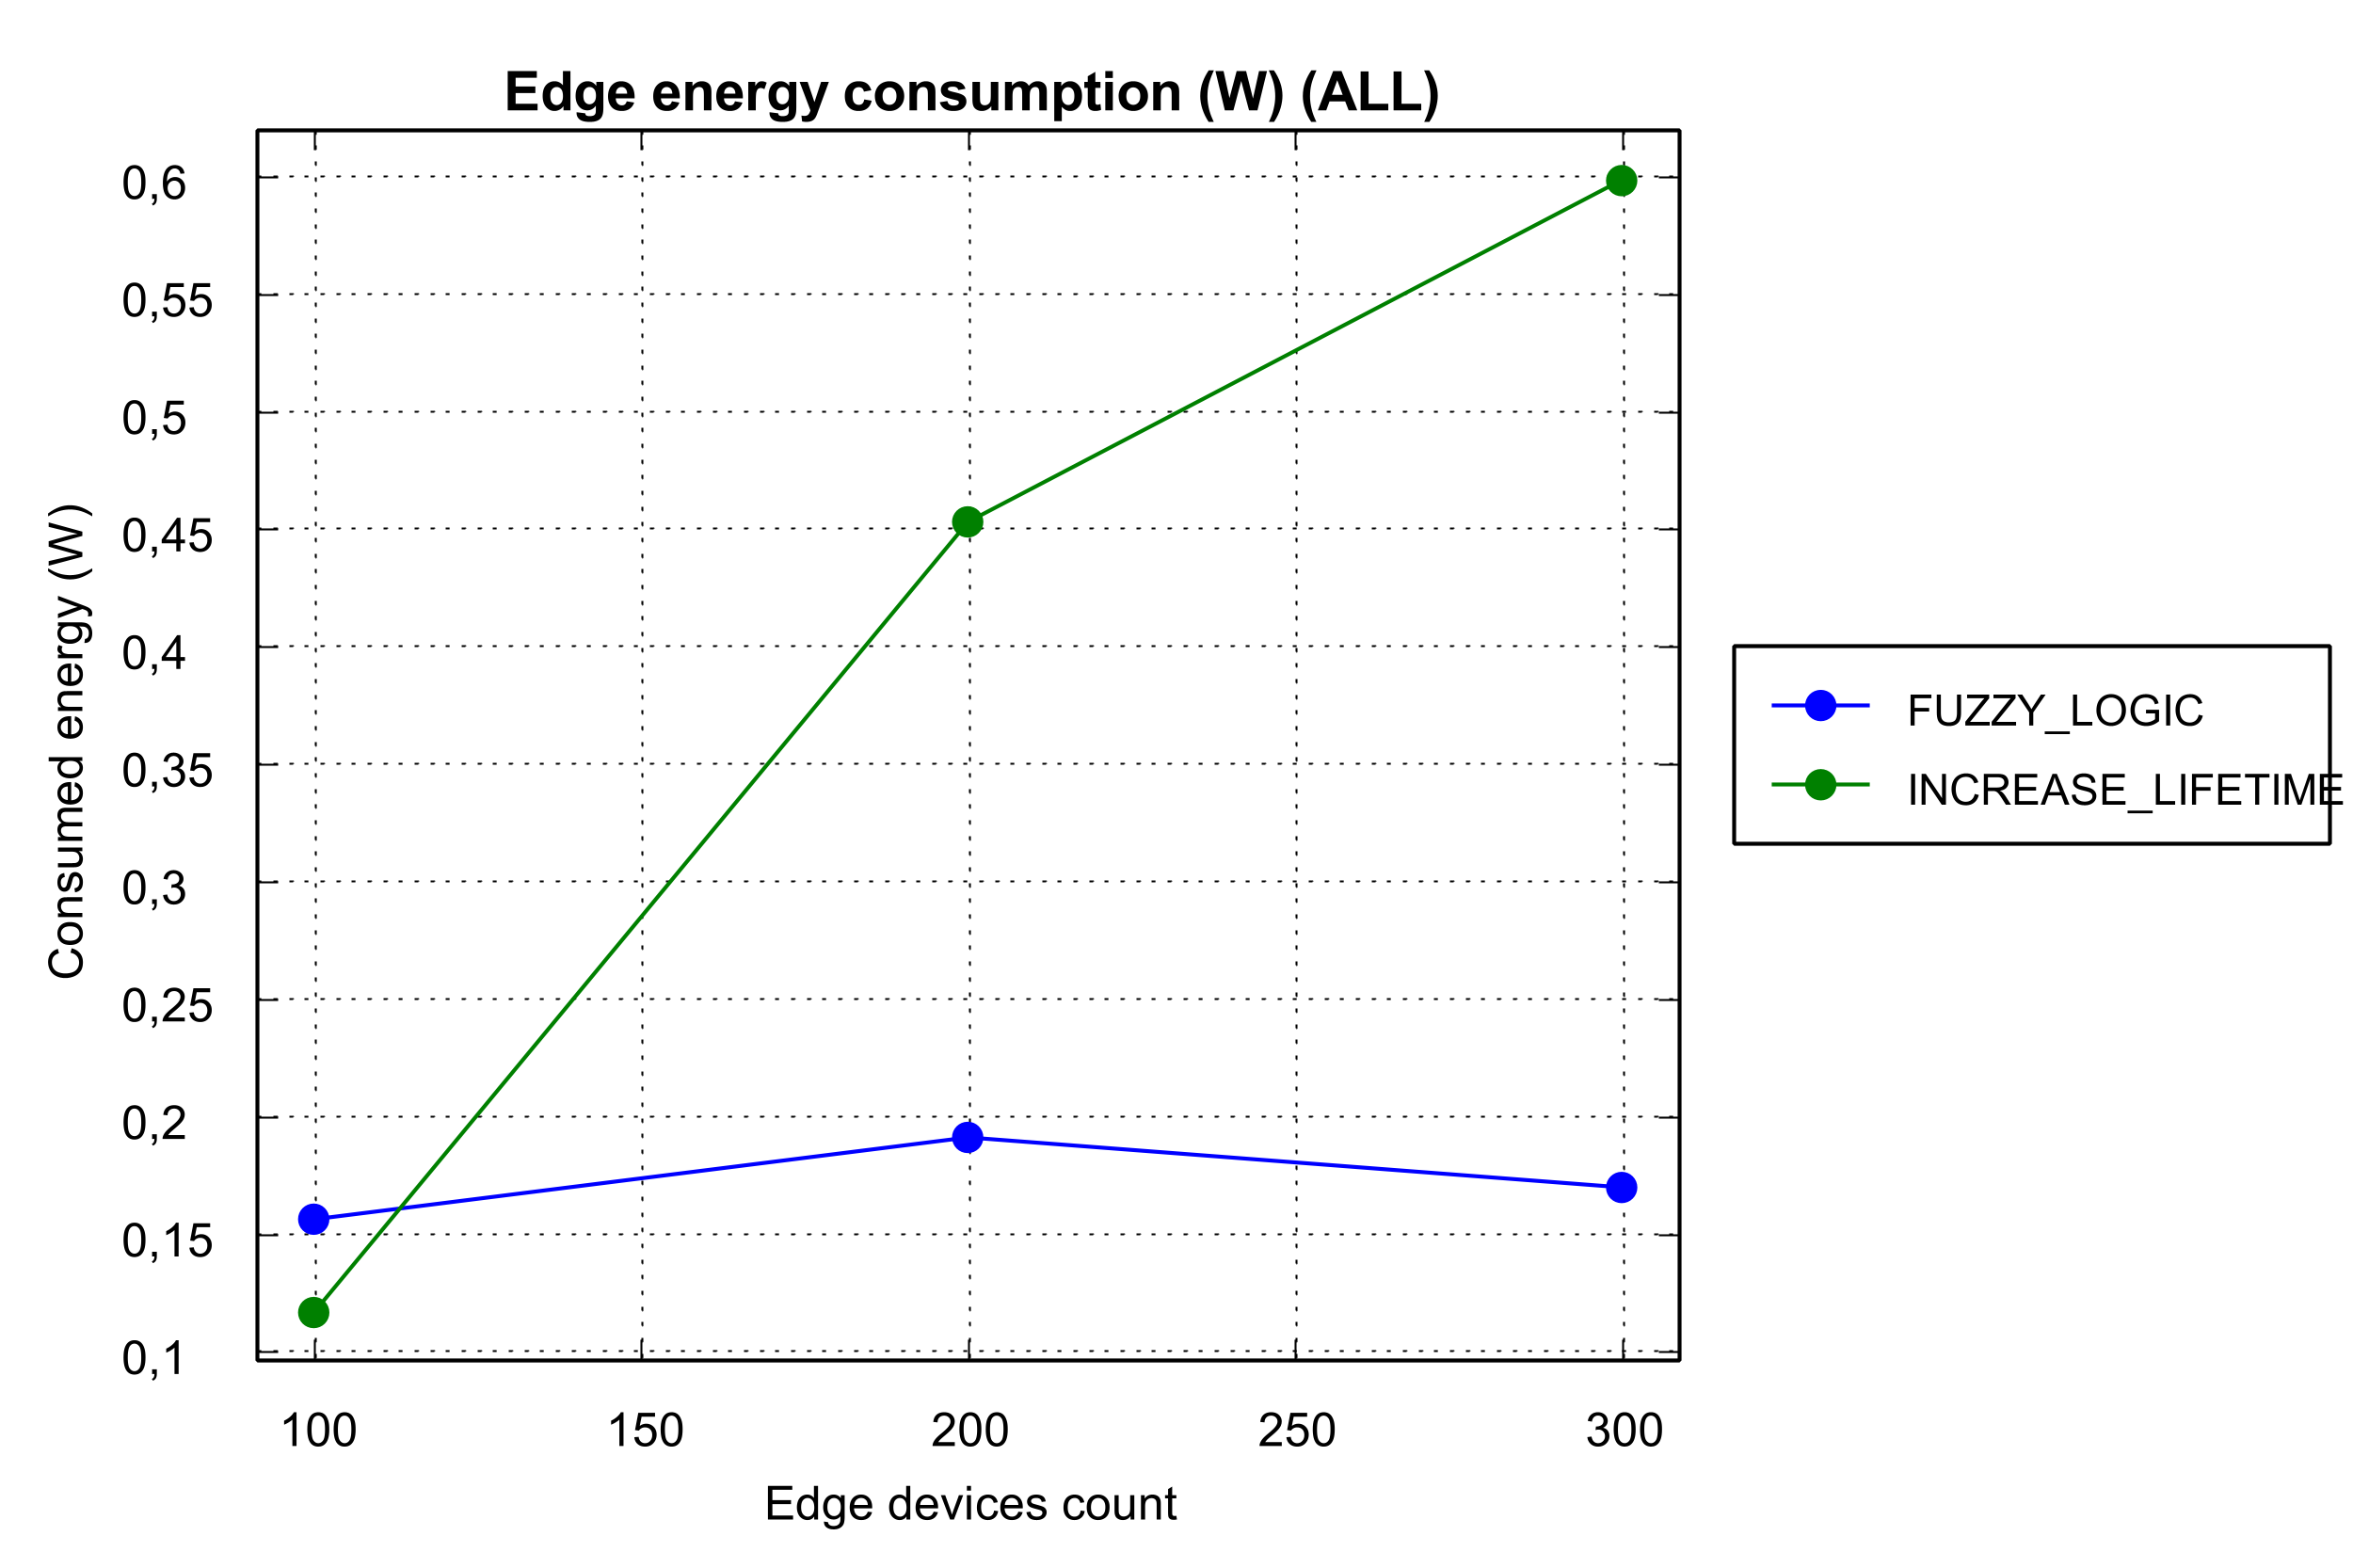 Edge energy consumption (W) (ALL)
Consumed energy (W)
0,6
0,55
0,5
0,45
0,4
0,35
0,3
0,25
0,2
0,15
0,1
100 150 200 250 300
Edge devices count
FUZZY_LOGIC
INCREASE_LIFETIME